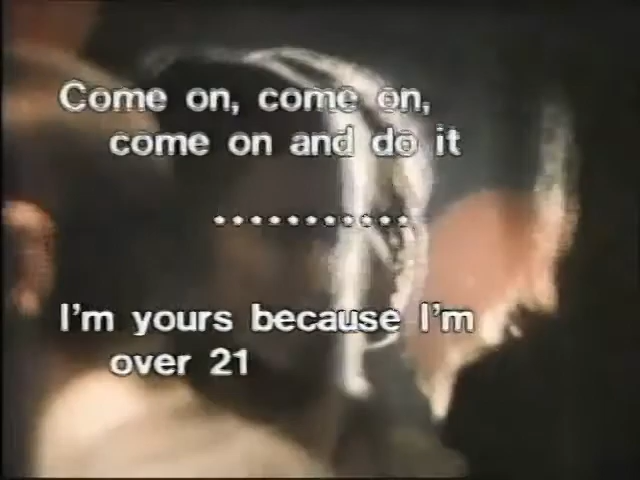 Come on, come on,
come on and do it
...........
I'm yours because I'm
over 21